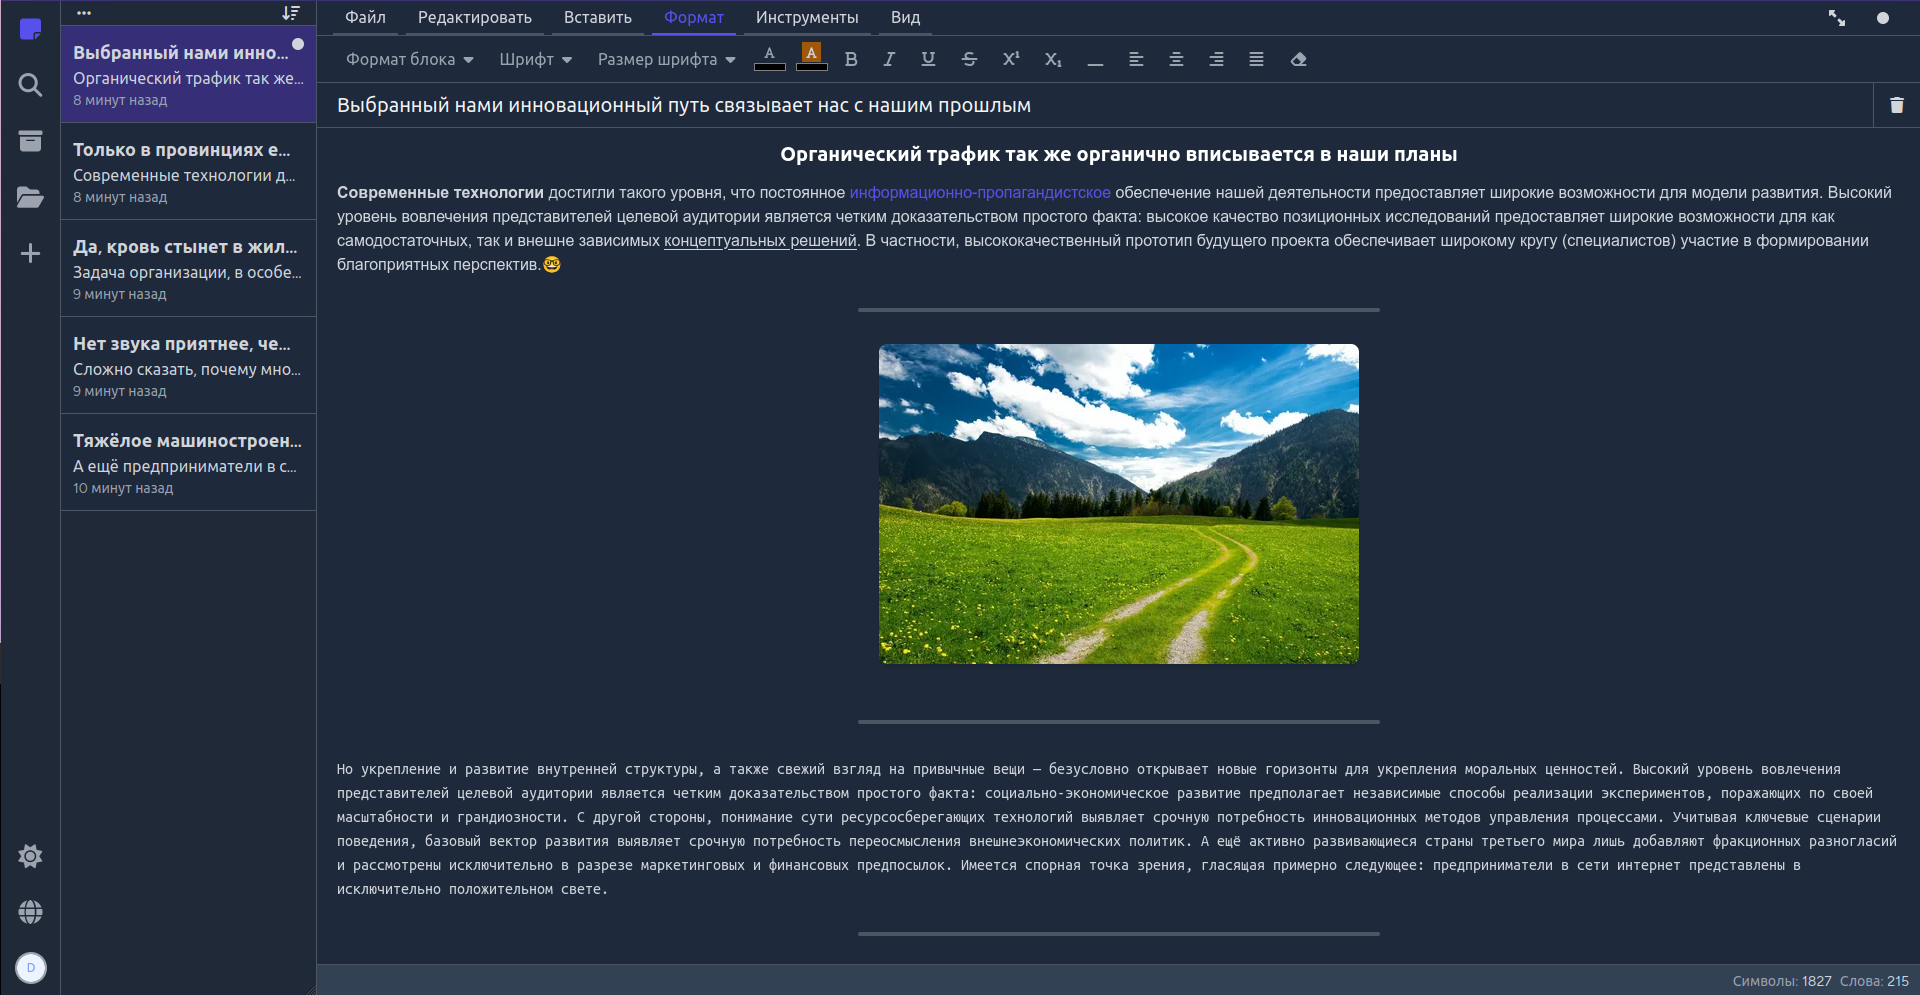 Файл Редактировать Вставить Формат Инструменты Вид
Формат блока Шрифт Размер шрифта A A B I U S X¹ X₁
Выбранный нами инно...
Органический трафик так же...
8 минут назад
Только в провинциях е...
Современные технологии д...
8 минут назад
Да, кровь стынет в жил...
Задача организации, в особе...
9 минут назад
Нет звука приятнее, че...
Сложно сказать, почему мно...
9 минут назад
Тяжёлое машиностроен...
А ещё предприниматели в с...
10 минут назад
D
Выбранный нами инновационный путь связывает нас с нашим прошлым
Органический трафик так же органично вписывается в наши планы
Современные технологии достигли такого уровня, что постоянное информационно-пропагандистское обеспечение нашей деятельности предоставляет широкие возможности для модели развития. Высокий
уровень вовлечения представителей целевой аудитории является четким доказательством простого факта: высокое качество позиционных исследований предоставляет широкие возможности для как
самодостаточных, так и внешне зависимых концептуальных решений. В частности, высококачественный прототип будущего проекта обеспечивает широкому кругу (специалистов) участие в формировании
благоприятных перспектив.🤓
Но укрепление и развитие внутренней структуры, а также свежий взгляд на привычные вещи — безусловно открывает новые горизонты для укрепления моральных ценностей. Высокий уровень вовлечения
представителей целевой аудитории является четким доказательством простого факта: социально-экономическое развитие предполагает независимые способы реализации экспериментов, поражающих по своей
масштабности и грандиозности. С другой стороны, понимание сути ресурсосберегающих технологий выявляет срочную потребность инновационных методов управления процессами. Учитывая ключевые сценарии
поведения, базовый вектор развития выявляет срочную потребность переосмысления внешнеэкономических политик. А ещё активно развивающиеся страны третьего мира лишь добавляют фракционных разногласий
и рассмотрены исключительно в разрезе маркетинговых и финансовых предпосылок. Имеется спорная точка зрения, гласящая примерно следующее: предприниматели в сети интернет представлены в
исключительно положительном свете.
Символы: 1827 Слова: 215